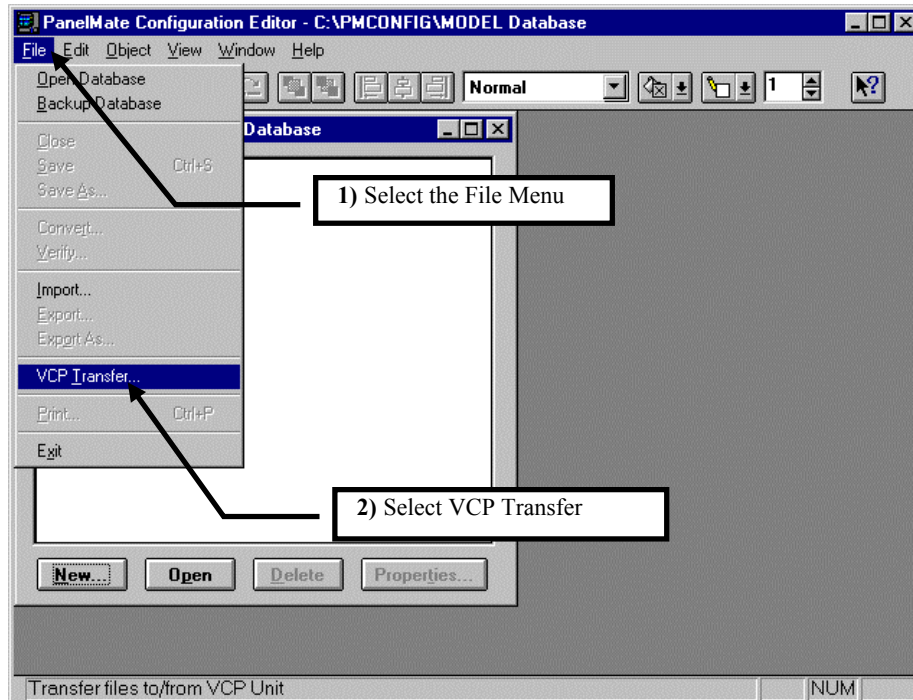 PanelMate Configuration Editor - C:\PMCONFIG\MODEL Database
File Edit Object View Window Help
Open Database
Backup Database
Normal
1
Database
Close
Save Ctrl+S
Save As...
1) Select the File Menu
Convert...
Verify...
Import...
Export...
Export As...
VCP Transfer...
Print... Ctrl+P
Exit
2) Select VCP Transfer
New... Open Delete Properties...
Transfer files to/from VCP Unit NUM